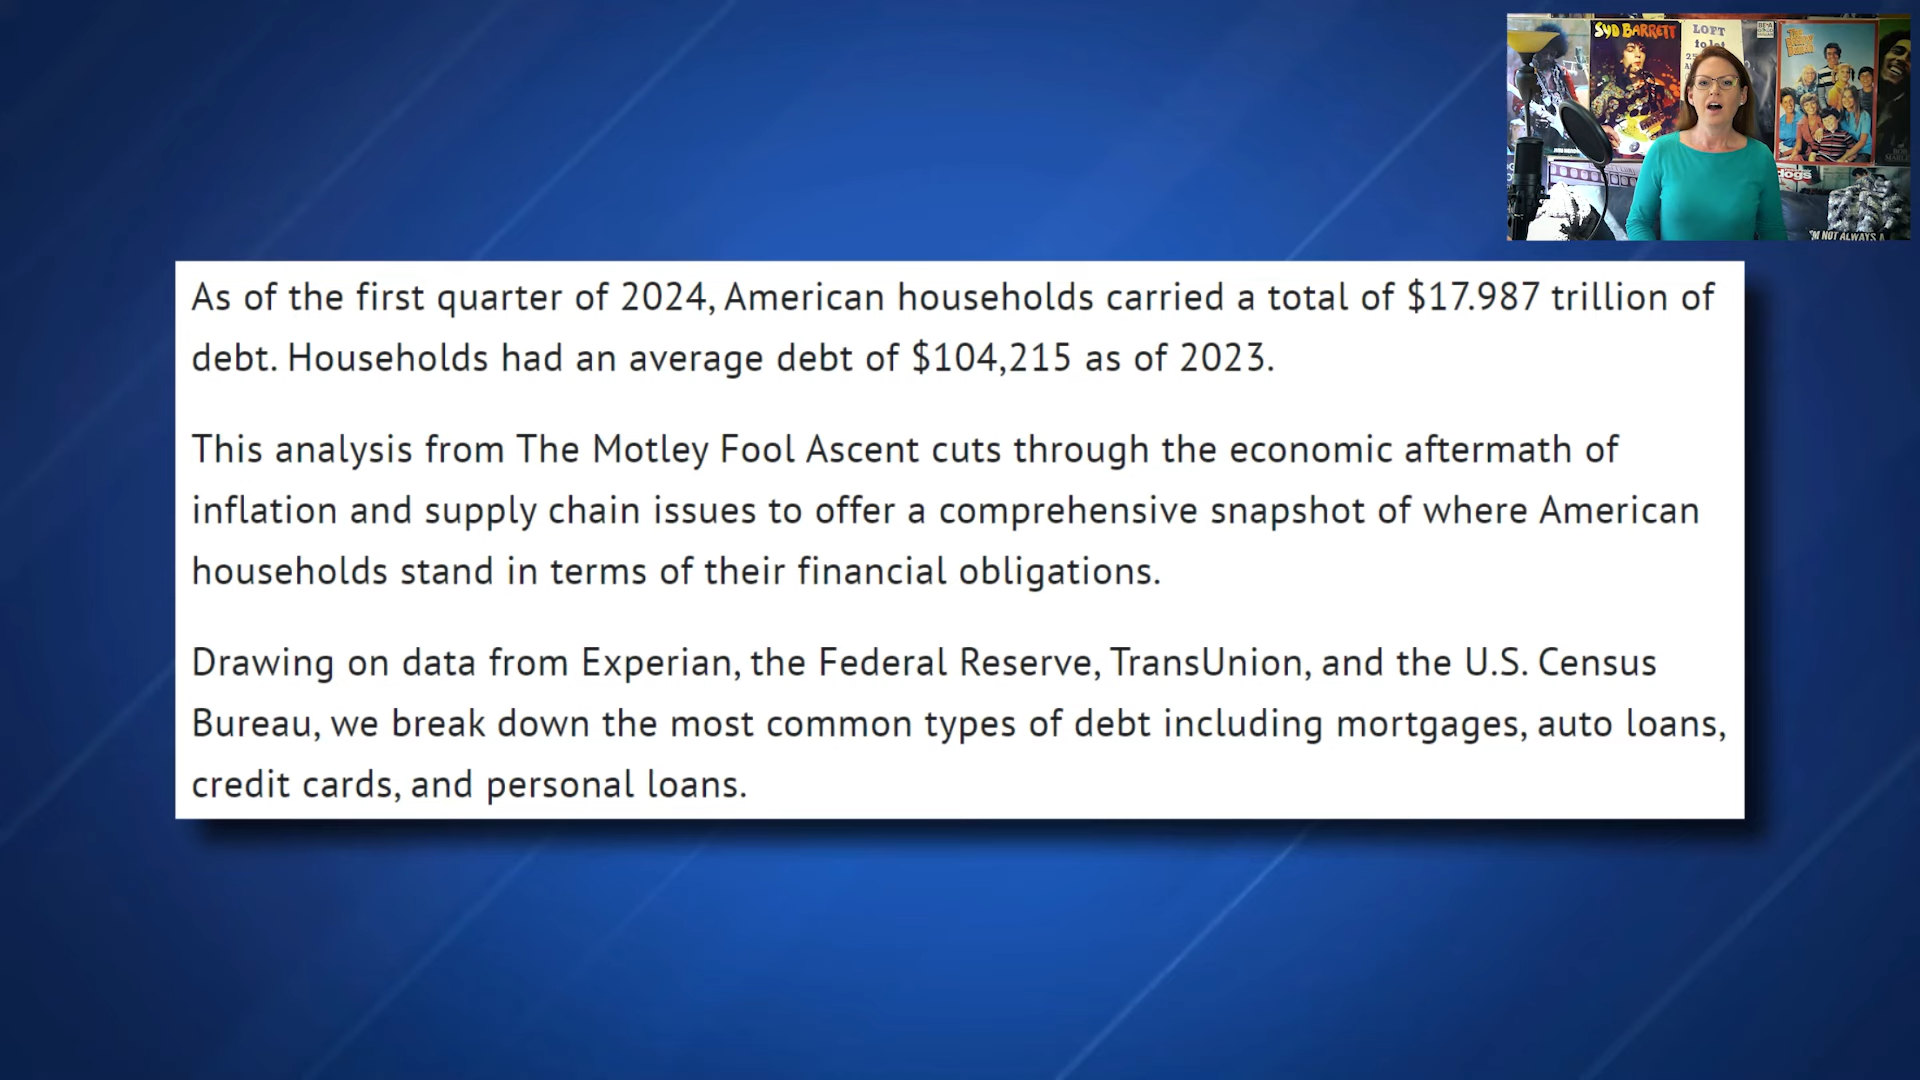 As of the first quarter of 2024, American households carried a total of $17.987 trillion of
debt. Households had an average debt of $104,215 as of 2023.
This analysis from The Motley Fool Ascent cuts through the economic aftermath of
inflation and supply chain issues to offer a comprehensive snapshot of where American
households stand in terms of their financial obligations.
Drawing on data from Experian, the Federal Reserve, TransUnion, and the U.S. Census
Bureau, we break down the most common types of debt including mortgages, auto loans,
credit cards, and personal loans.
SYD BARRETT
LOFT
to let
dogs
I'M NOT ALWAYS A